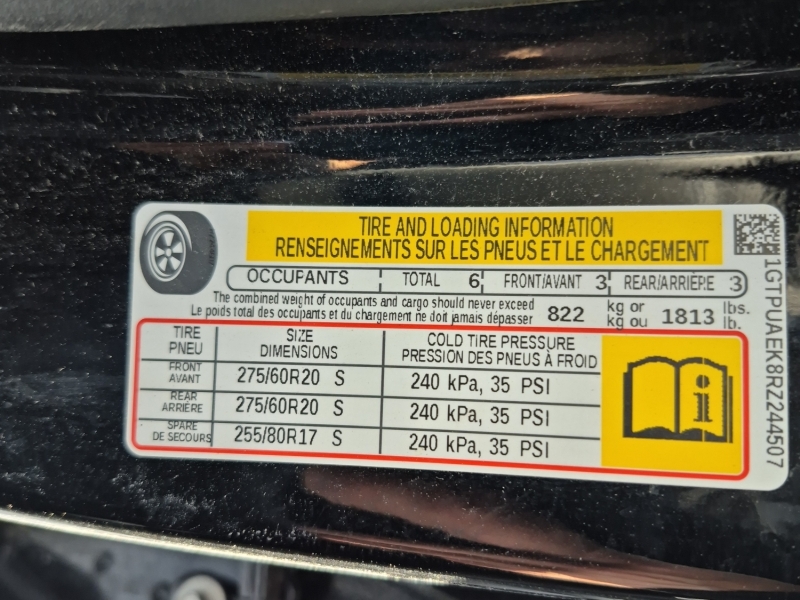 TIRE AND LOADING INFORMATION
RENSEIGNEMENTS SUR LES PNEUS ET LE CHARGEMENT
OCCUPANTS TOTAL 6 FRONT/AVANT 3 REAR/ARRIÈRE 3
The combined weight of occupants and cargo should never exceed
Le poids total des occupants et du chargement ne doit jamais dépasser
822 kg or kg ou 1813 lbs. lb.
TIRE PNEU SIZE DIMENSIONS COLD TIRE PRESSURE PRESSION DES PNEUS À FROID
FRONT AVANT 275/60R20 S 240 kPa, 35 PSI
REAR ARRIÈRE 275/60R20 S 240 kPa, 35 PSI
SPARE DE SECOURS 255/80R17 S 240 kPa, 35 PSI
i
1GTPUAEK8RZ244507